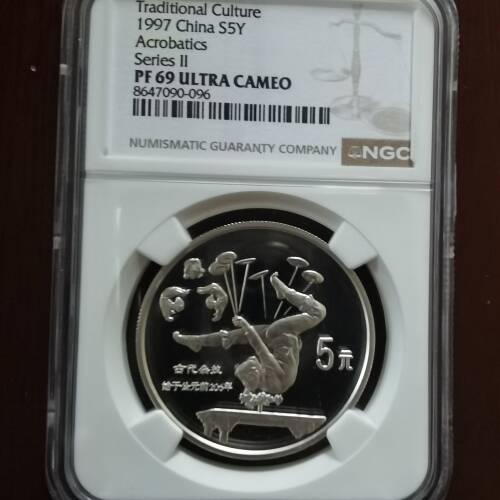 Traditional Culture
1997 China S5Y
Acrobatics
Series II
PF 69 ULTRA CAMEO
8647090-096
NUMISMATIC GUARANTY COMPANY NGC
5元
古代杂技
始于公元前206年